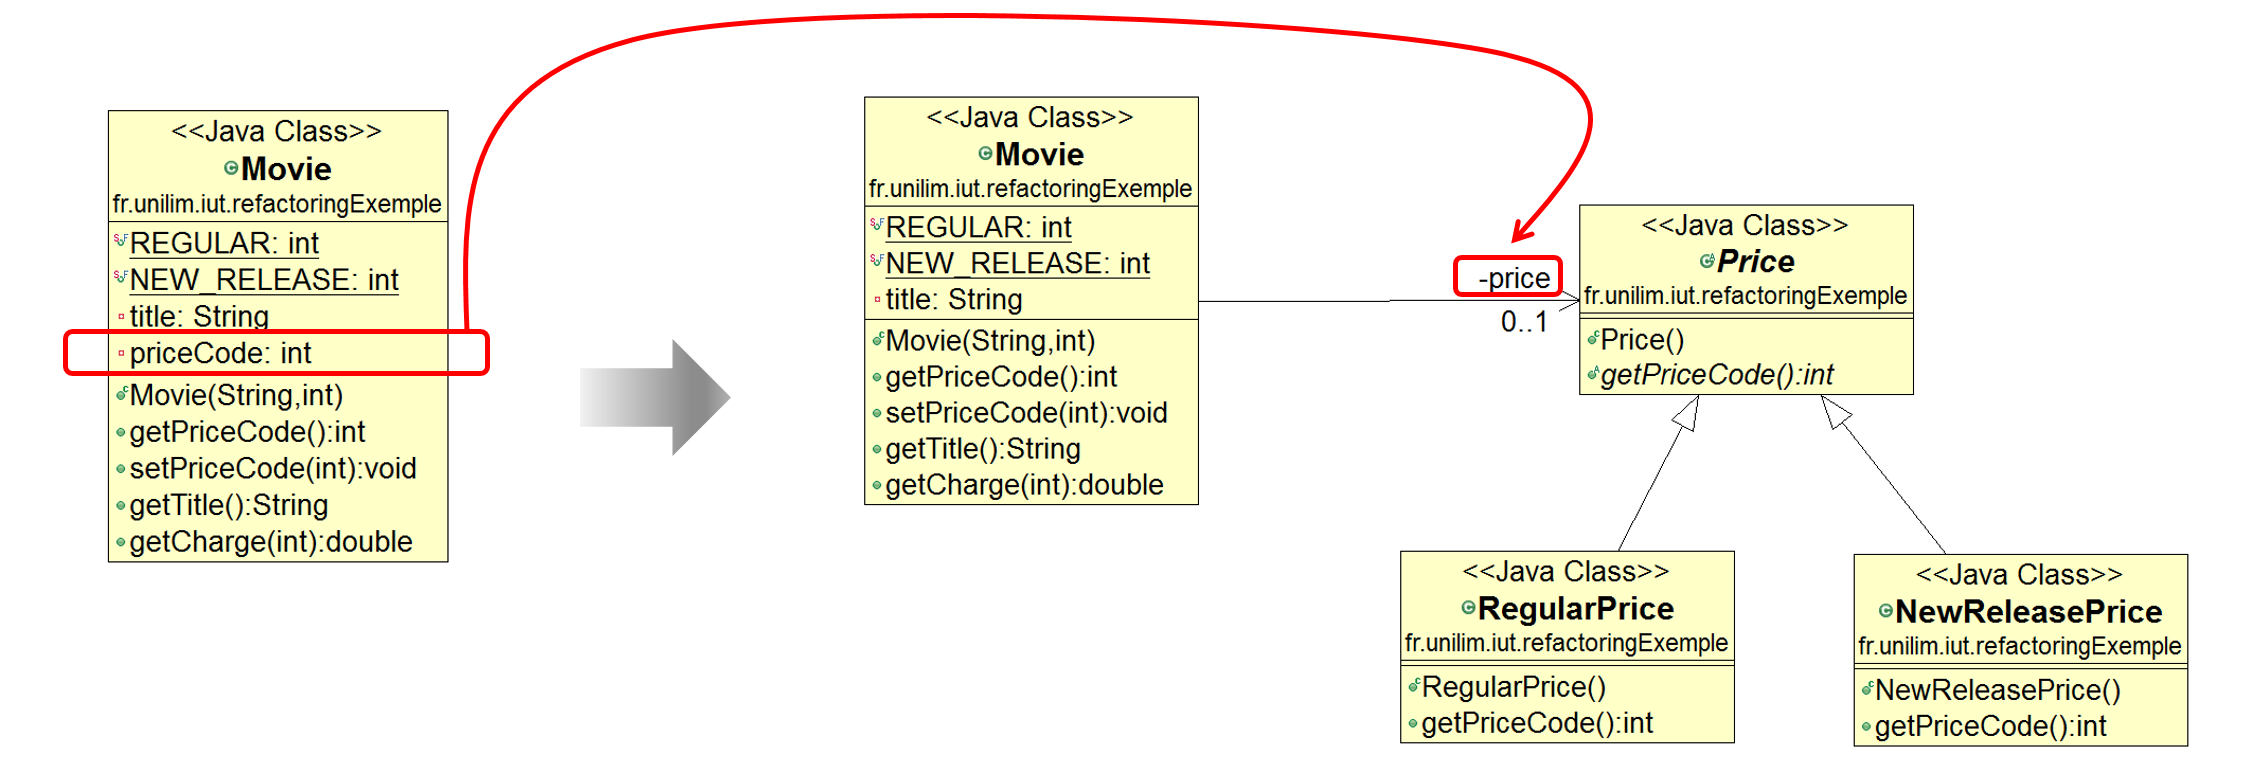 <<Java Class>>
Movie
fr.unilim.iut.refactoringExemple
REGULAR: int
NEW_RELEASE: int
title: String
priceCode: int
Movie(String,int)
getPriceCode():int
setPriceCode(int):void
getTitle():String
getCharge(int):double
<<Java Class>>
Movie
fr.unilim.iut.refactoringExemple
REGULAR: int
NEW_RELEASE: int
title: String
Movie(String,int)
getPriceCode():int
setPriceCode(int):void
getTitle():String
getCharge(int):double
-price
0..1
<<Java Class>>
Price
fr.unilim.iut.refactoringExemple
Price()
getPriceCode():int
<<Java Class>>
RegularPrice
fr.unilim.iut.refactoringExemple
RegularPrice()
getPriceCode():int
<<Java Class>>
NewReleasePrice
fr.unilim.iut.refactoringExemple
NewReleasePrice()
getPriceCode():int